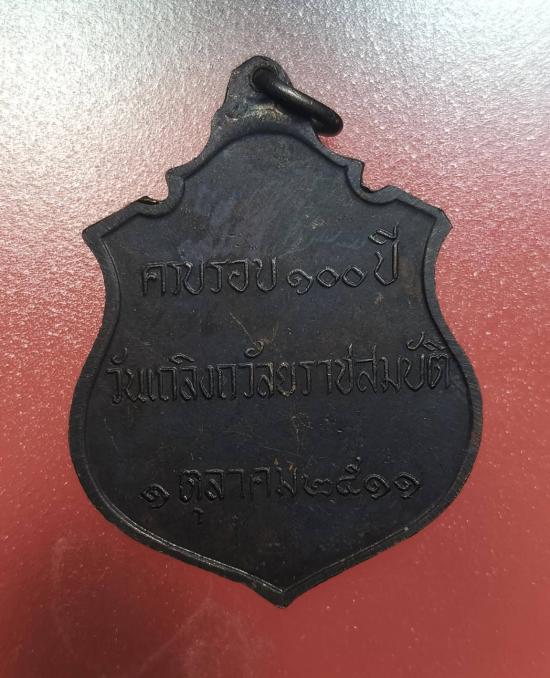 ครบรอบ ๑๐๐ ปี
วันเถลิงถวัลยราชสมบัติ
๑ ตุลาคม ๒๕๑๑